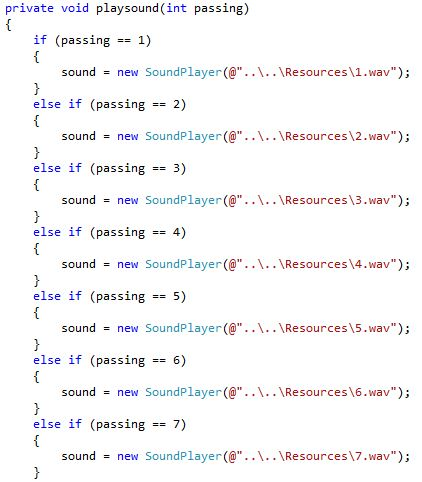 private void playsound(int passing)
{
    if (passing == 1)
    {
        sound = new SoundPlayer(@"..\..\Resources\1.wav");
    }
    else if (passing == 2)
    {
        sound = new SoundPlayer(@"..\..\Resources\2.wav");
    }
    else if (passing == 3)
    {
        sound = new SoundPlayer(@"..\..\Resources\3.wav");
    }
    else if (passing == 4)
    {
        sound = new SoundPlayer(@"..\..\Resources\4.wav");
    }
    else if (passing == 5)
    {
        sound = new SoundPlayer(@"..\..\Resources\5.wav");
    }
    else if (passing == 6)
    {
        sound = new SoundPlayer(@"..\..\Resources\6.wav");
    }
    else if (passing == 7)
    {
        sound = new SoundPlayer(@"..\..\Resources\7.wav");
    }